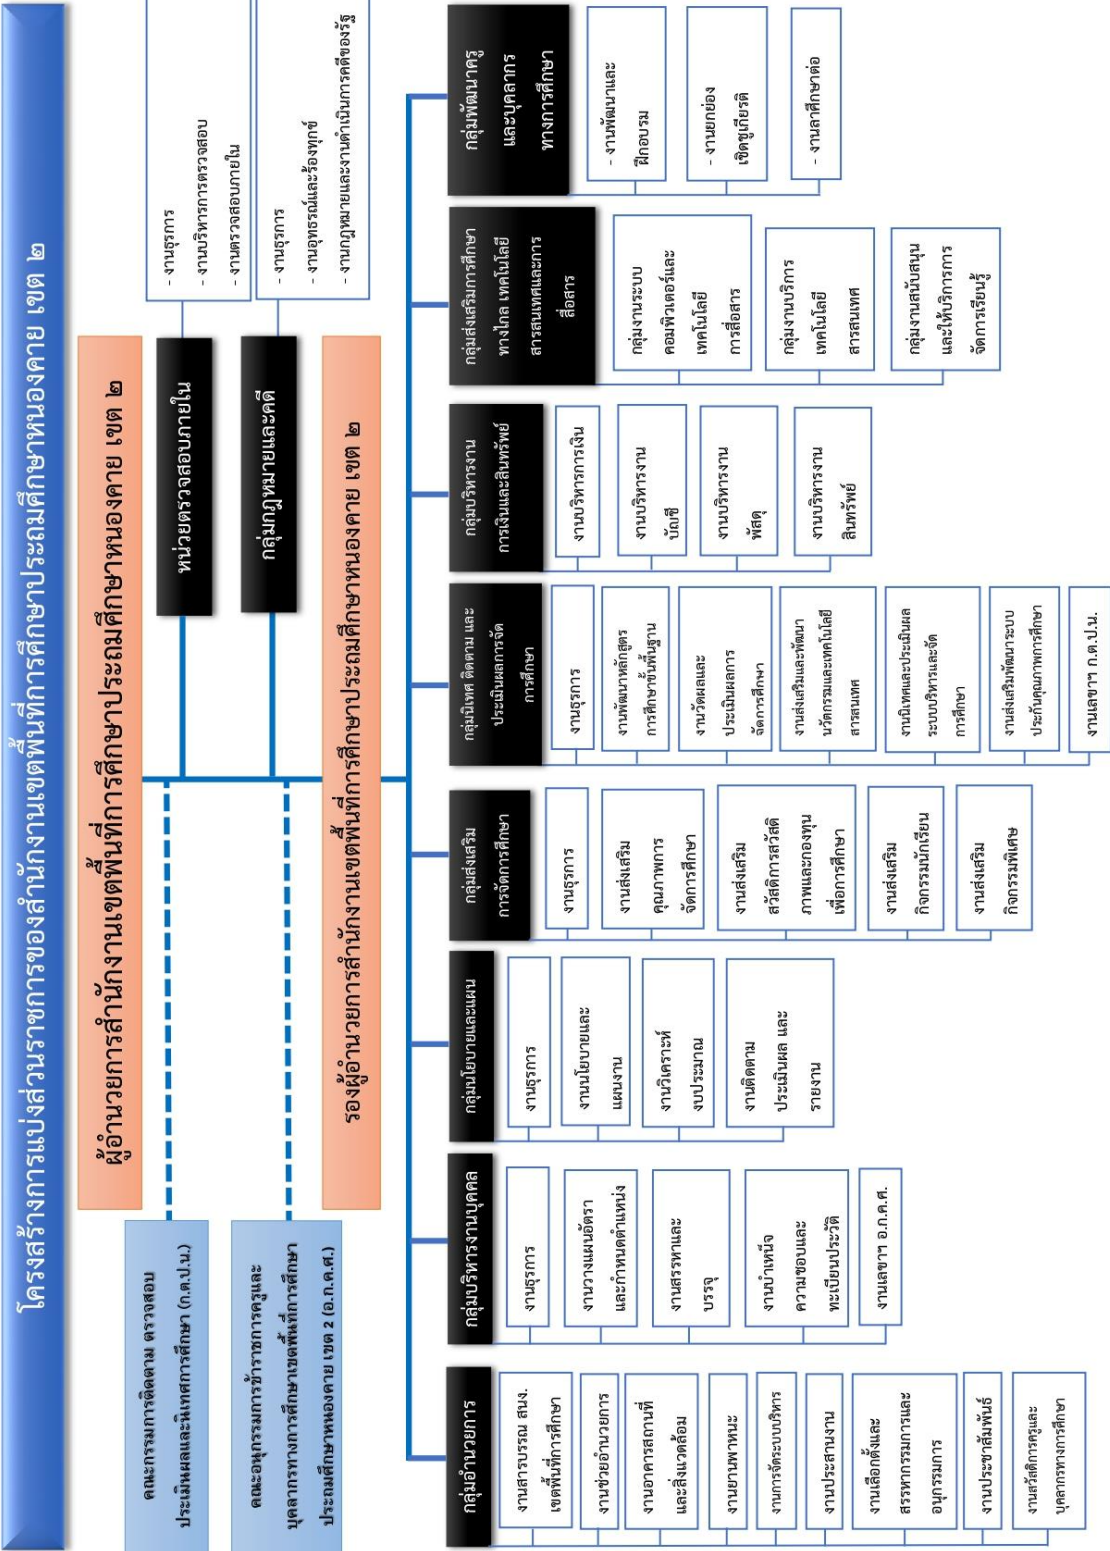 โครงสร้างการแบ่งส่วนราชการของสำนักงานเขตพื้นที่การศึกษาประถมศึกษาหนองคาย เขต ๒
ผู้อำนวยการสำนักงานเขตพื้นที่การศึกษาประถมศึกษาหนองคาย เขต ๒
คณะกรรมการติดตาม ตรวจสอบ
ประเมินผลและนิเทศการศึกษา (ก.ต.ป.น.)
หน่วยตรวจสอบภายใน
- งานธุรการ
- งานบริหารการตรวจสอบ
- งานตรวจสอบภายใน
คณะอนุกรรมการข้าราชการครูและ
บุคลากรทางการศึกษาเขตพื้นที่การศึกษา
ประถมศึกษาหนองคาย เขต 2 (อ.ก.ค.ศ.)
กลุ่มกฎหมายและคดี
- งานธุรการ
- งานอุทธรณ์และร้องทุกข์
- งานกฎหมายและงานดำเนินการคดีของรัฐ
รองผู้อำนวยการสำนักงานเขตพื้นที่การศึกษาประถมศึกษาหนองคาย เขต ๒
กลุ่มอำนวยการ
งานสารบรรณ สนง.
เขตพื้นที่การศึกษา
งานช่วยอำนวยการ
งานอาคารสถานที่
และสิ่งแวดล้อม
งานยานพาหนะ
งานการจัดระบบบริหาร
งานประสานงาน
งานเลือกตั้งและ
สรรหากรรมการและ
อนุกรรมการ
งานประชาสัมพันธ์
งานสวัสดิการครูและ
บุคลากรทางการศึกษา
กลุ่มบริหารงานบุคคล
งานธุรการ
งานวางแผนอัตรา
และกำหนดตำแหน่ง
งานสรรหาและ
บรรจุ
งานบำเหน็จ
ความชอบและ
ทะเบียนประวัติ
งานเลขาฯ อ.ก.ค.ศ.
กลุ่มนโยบายและแผน
งานธุรการ
งานนโยบายและ
แผนงาน
งานวิเคราะห์
งบประมาณ
งานติดตาม
ประเมินผล และ
รายงาน
กลุ่มส่งเสริม
การจัดการศึกษา
งานธุรการ
งานส่งเสริม
คุณภาพการ
จัดการศึกษา
งานส่งเสริม
สวัสดิการสวัสดิ
ภาพและกองทุน
เพื่อการศึกษา
งานส่งเสริม
กิจกรรมนักเรียน
งานส่งเสริม
กิจกรรมพิเศษ
กลุ่มนิเทศ ติดตาม และ
ประเมินผลการจัด
การศึกษา
งานธุรการ
งานพัฒนาหลักสูตร
การศึกษาขั้นพื้นฐาน
งานวัดผลและ
ประเมินผลการ
จัดการศึกษา
งานส่งเสริมและพัฒนา
นวัตกรรมและเทคโนโลยี
สารสนเทศ
งานนิเทศและประเมินผล
ระบบบริหารและจัด
การศึกษา
งานส่งเสริมพัฒนาระบบ
ประกันคุณภาพการศึกษา
งานเลขาฯ ก.ต.ป.น.
กลุ่มบริหารงาน
การเงินและสินทรัพย์
งานบริหารการเงิน
งานบริหารงาน
บัญชี
งานบริหารงาน
พัสดุ
งานบริหารงาน
สินทรัพย์
กลุ่มส่งเสริมการศึกษา
ทางไกล เทคโนโลยี
สารสนเทศและการ
สื่อสาร
กลุ่มงานระบบ
คอมพิวเตอร์และ
เทคโนโลยี
การสื่อสาร
กลุ่มงานบริการ
เทคโนโลยี
สารสนเทศ
กลุ่มงานสนับสนุน
และให้บริการการ
จัดการเรียนรู้
กลุ่มพัฒนาครู
และบุคลากร
ทางการศึกษา
- งานพัฒนาและ
ฝึกอบรม
- งานยกย่อง
เชิดชูเกียรติ
- งานลาศึกษาต่อ